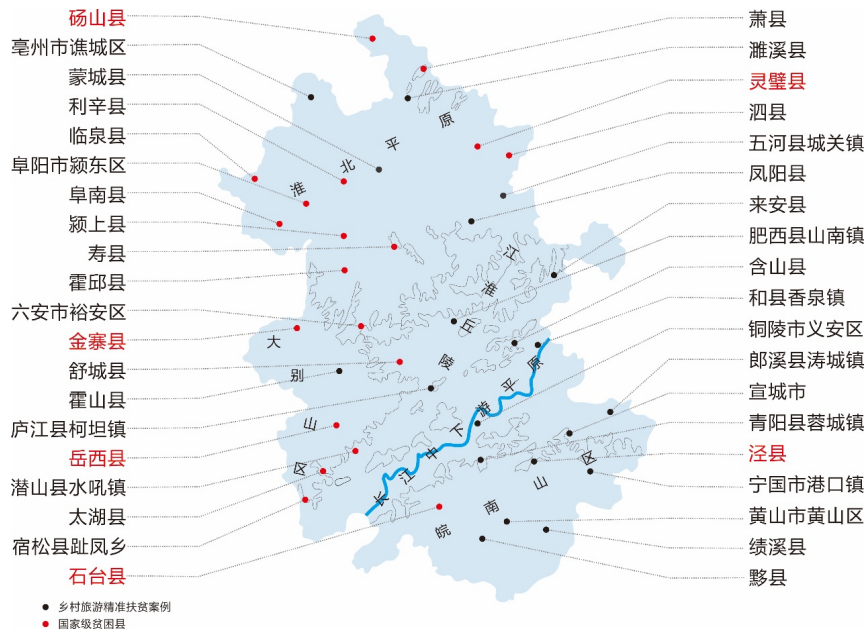 砀山县
亳州市谯城区
蒙城县
利辛县
临泉县
阜阳市颍东区
阜南县
颍上县
寿县
霍邱县
六安市裕安区
金寨县
舒城县
霍山县
庐江县柯坦镇
岳西县
潜山县水吼镇
太湖县
宿松县趾凤乡
石台县
萧县
濉溪县
灵璧县
泗县
五河县城关镇
凤阳县
来安县
肥西县山南镇
含山县
和县香泉镇
铜陵市义安区
郎溪县涛城镇
宣城市
青阳县蓉城镇
泾县
宁国市港口镇
黄山市黄山区
绩溪县
黟县
淮北平原
江淮丘陵
大别山区
长江中下游平原
皖南山区
乡村旅游精准扶贫案例
国家级贫困县